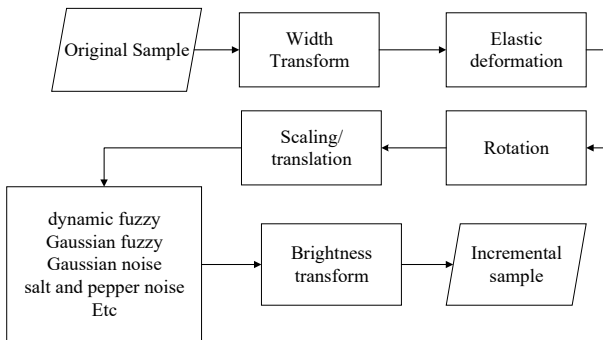 Original Sample
Width
Transform
Elastic
deformation
Rotation
Scaling/
translation
dynamic fuzzy
Gaussian fuzzy
Gaussian noise
salt and pepper noise
Etc
Brightness
transform
Incremental
sample